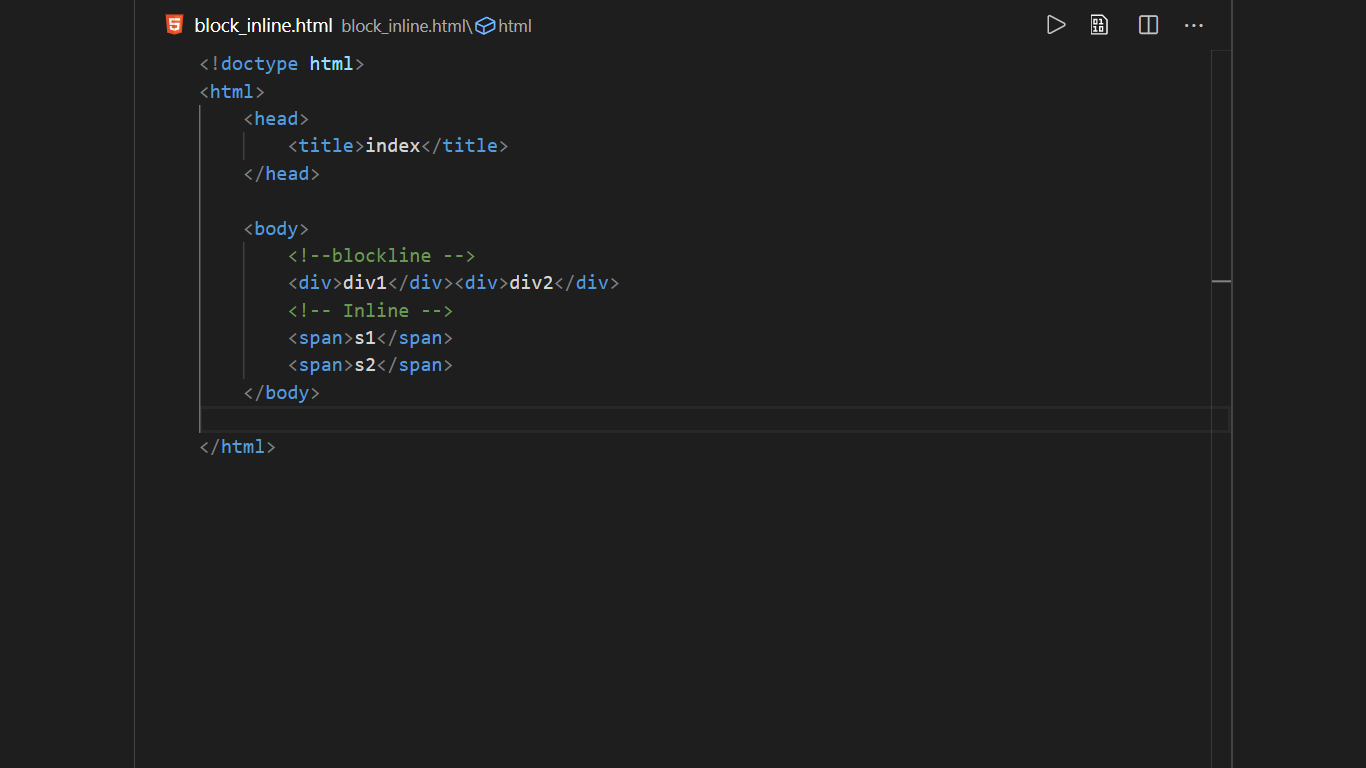 block_inline.html block_inline.html\html
<!doctype html>
<html>
<head>
<title>index</title>
</head>
<body>
<!--blockline -->
<div>div1</div><div>div2</div>
<!-- Inline -->
<span>s1</span>
<span>s2</span>
</body>
</html>